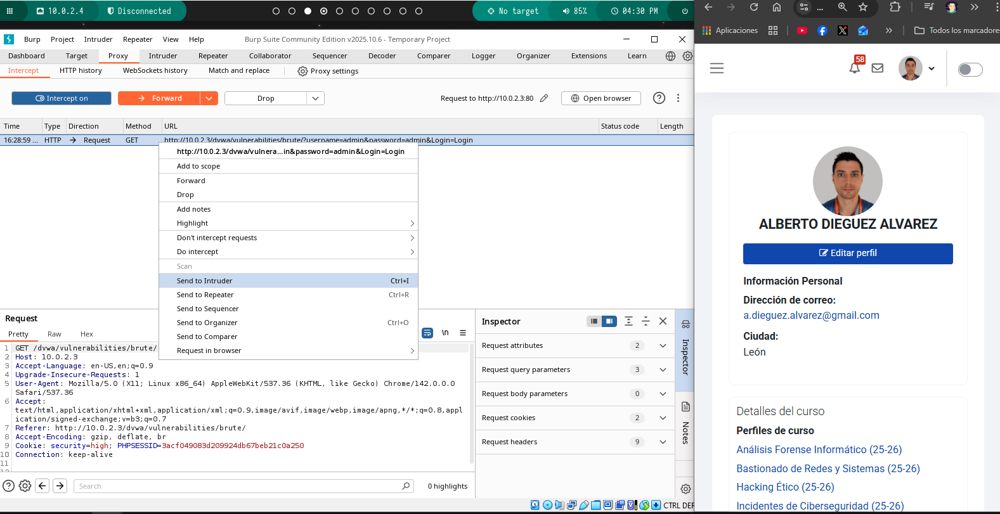 10.0.2.4
Disconnected
No target
85%
04:30 PM
Burp Project Intruder Repeater View Help
Burp Suite Community Edition v2025.10.6 - Temporary Project
Dashboard Target Proxy Intruder Repeater Collaborator Sequencer Decoder Comparer Logger Organizer Extensions Learn
Intercept HTTP history WebSockets history Match and replace Proxy settings
Intercept on
Forward
Drop
Request to http://10.0.2.3:80
Open browser
Time Type Direction Method URL Status code Length
16:28:59 ... HTTP Request GET http://10.0.2.3/dvwa/vulnerabilities/brute/?username=admin&password=admin&Login=Login
http://10.0.2.3/dvwa/vulnera...in&password=admin&Login=Login
Add to scope
Forward
Drop
Add notes
Highlight
Don't intercept requests
Do intercept
Scan
Send to Intruder Ctrl+I
Send to Repeater Ctrl+R
Send to Sequencer
Send to Organizer Ctrl+O
Send to Comparer
Request in browser
Request
Pretty Raw Hex
\n
1 GET /dvwa/vulnerabilities/brute/
2 Host: 10.0.2.3
3 Accept-Language: en-US,en;q=0.9
4 Upgrade-Insecure-Requests: 1
5 User-Agent: Mozilla/5.0 (X11; Linux x86_64) AppleWebKit/537.36 (KHTML, like Gecko) Chrome/142.0.0.0
Safari/537.36
6 Accept:
text/html,application/xhtml+xml,application/xml;q=0.9,image/avif,image/webp,image/apng,*/*;q=0.8,appl
ication/signed-exchange;v=b3;q=0.7
7 Referer: http://10.0.2.3/dvwa/vulnerabilities/brute/
8 Accept-Encoding: gzip, deflate, br
9 Cookie: security=high; PHPSESSID=3acf049083d209924db67beb21c0a250
10 Connection: keep-alive
11
12
Search
0 highlights
Inspector
Request attributes 2
Request query parameters 3
Request body parameters 0
Request cookies 2
Request headers 9
Inspector
Notes
CTRL DER
...
Aplicaciones
Todos los marcadores
58
ALBERTO DIEGUEZ ALVAREZ
Editar perfil
Información Personal
Dirección de correo:
a.dieguez.alvarez@gmail.com
Ciudad:
León
Detalles del curso
Perfiles de curso
Análisis Forense Informático (25-26)
Bastionado de Redes y Sistemas (25-26)
Hacking Ético (25-26)
Incidentes de Ciberseguridad (25-26)